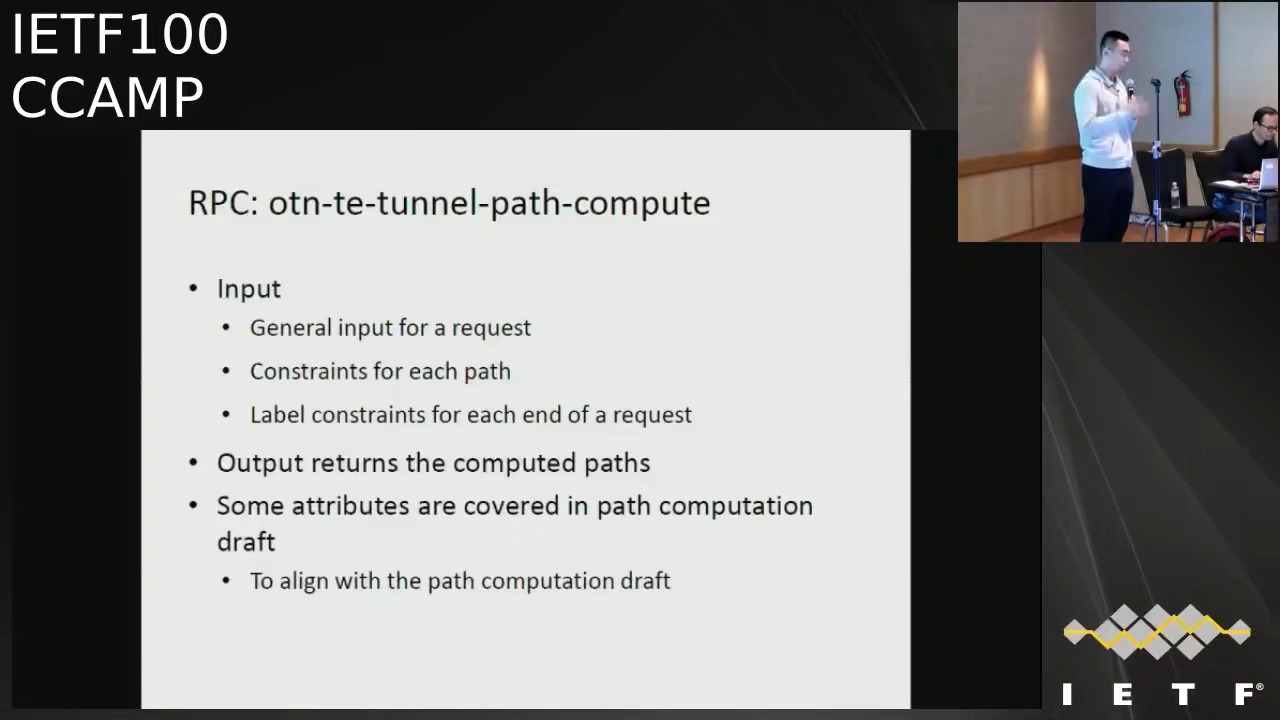 IETF100
CCAMP
RPC: otn-te-tunnel-path-compute
• Input
• General input for a request
• Constraints for each path
• Label constraints for each end of a request
• Output returns the computed paths
• Some attributes are covered in path computation
draft
• To align with the path computation draft
I E T F®